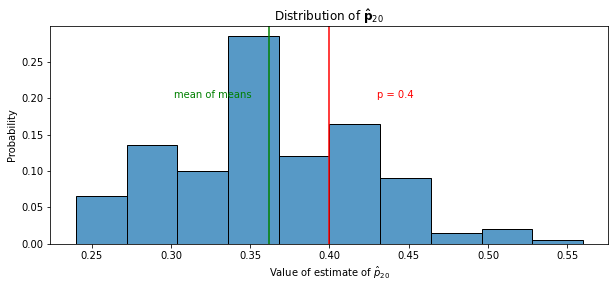 Distribution of p̂₂₀
Probability
0.25
0.20
0.15
0.10
0.05
0.00
mean of means
p = 0.4
0.25 0.30 0.35 0.40 0.45 0.50 0.55
Value of estimate of p̂₂₀